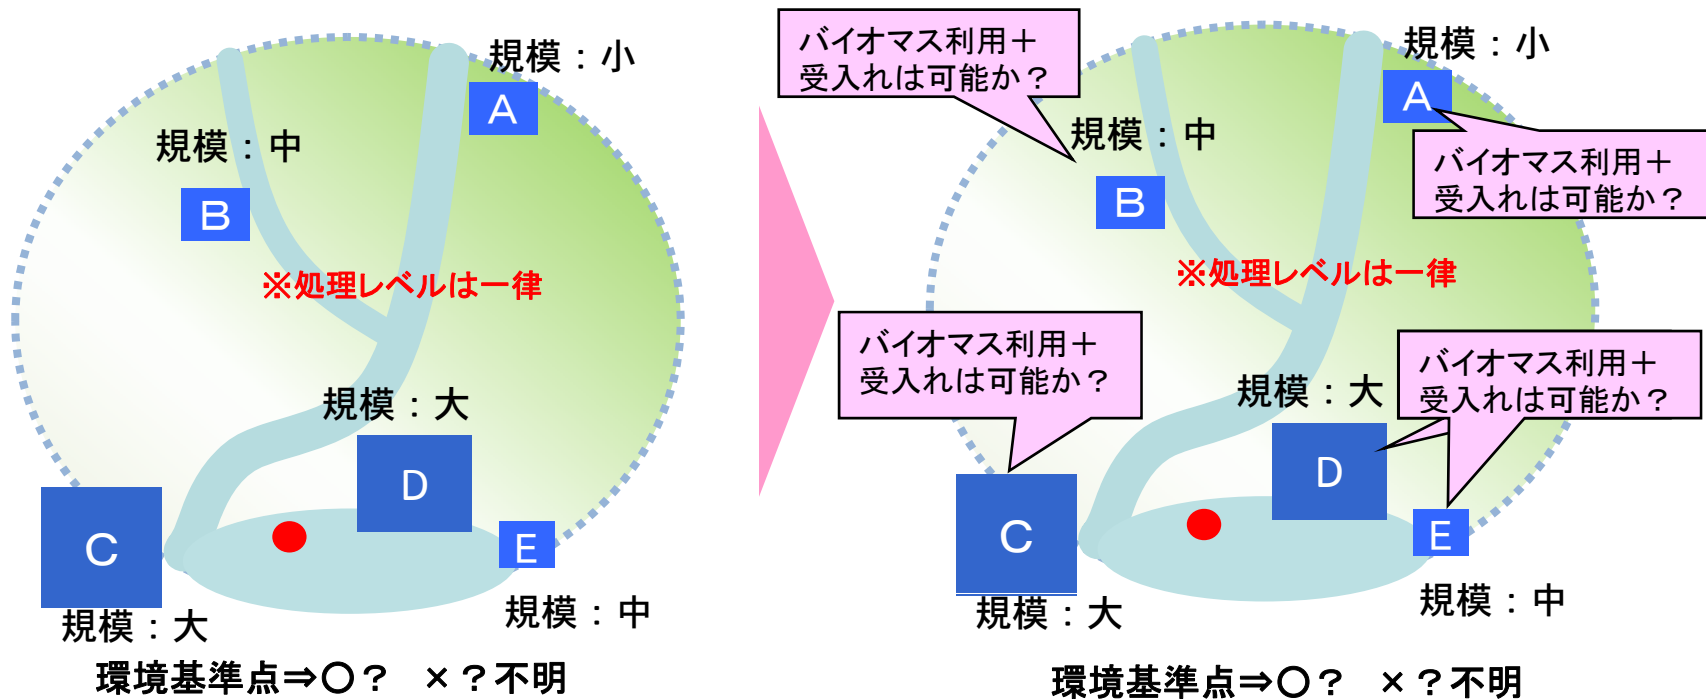 規模：小
A
規模：中
B
※処理レベルは一律
規模：大
D
C
E
規模：大
規模：中
環境基準点⇒○？　×？不明
バイオマス利用＋
受入れは可能か？
規模：小
A
規模：中
バイオマス利用＋
受入れは可能か？
B
※処理レベルは一律
バイオマス利用＋
受入れは可能か？
バイオマス利用＋
受入れは可能か？
規模：大
D
C
E
規模：大
規模：中
環境基準点⇒○？　×？不明